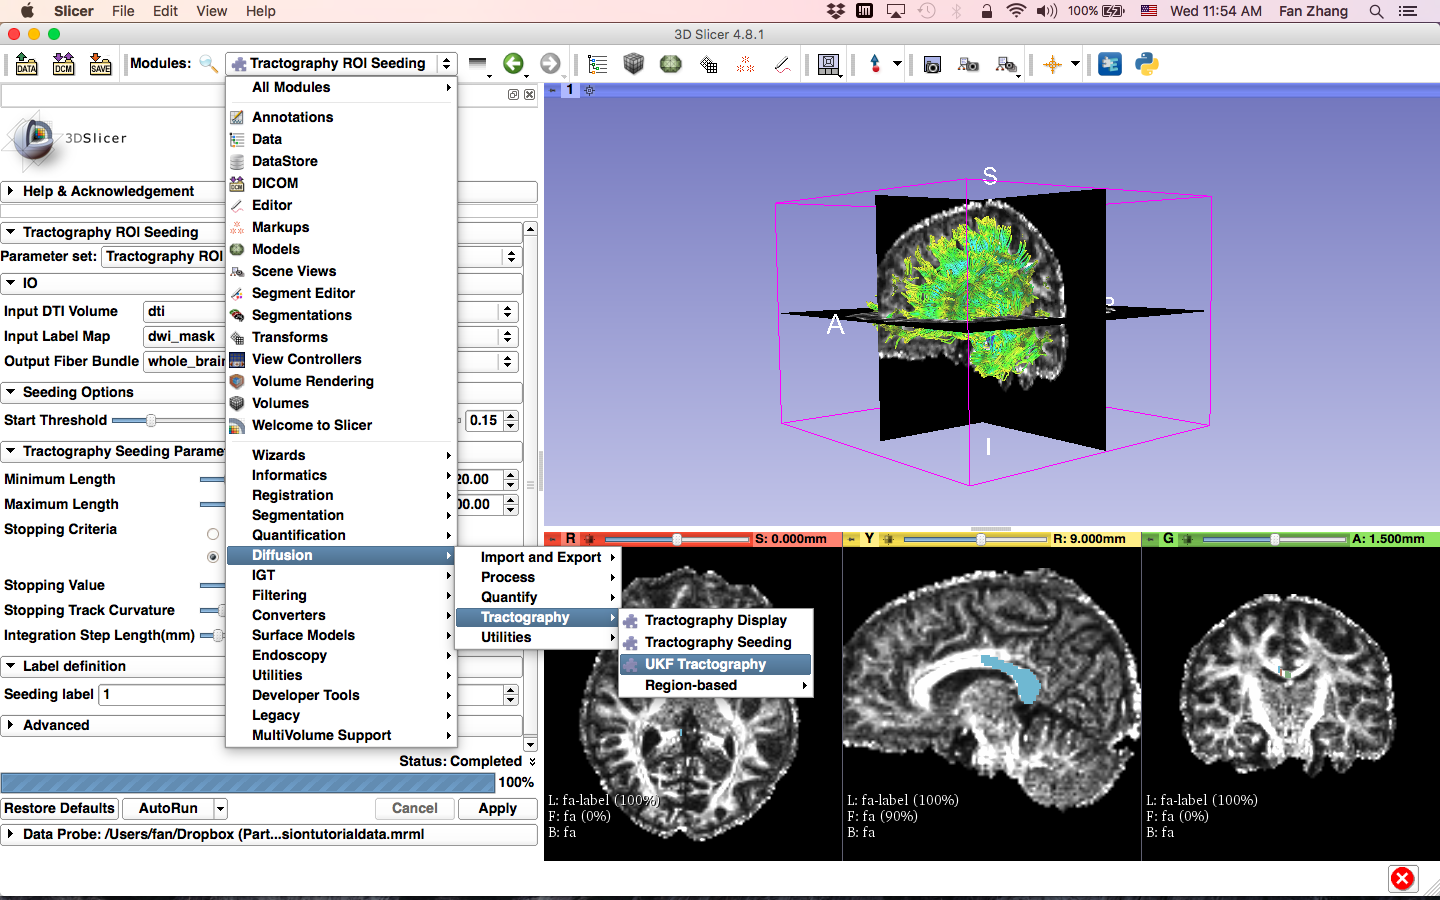 Slicer File Edit View Help 100% Wed 11:54 AM Fan Zhang
3D Slicer 4.8.1
DATA DCM SAVE Modules: Tractography ROI Seeding
All Modules
Annotations
Data
DataStore
DICOM
Editor
Markups
Models
Scene Views
Segment Editor
Segmentations
Transforms
View Controllers
Volume Rendering
Volumes
Welcome to Slicer
Wizards
Informatics
Registration
Segmentation
Quantification
Diffusion
IGT
Filtering
Converters
Surface Models
Endoscopy
Utilities
Developer Tools
Legacy
MultiVolume Support
Import and Export
Process
Quantify
Tractography
Utilities
Tractography Display
Tractography Seeding
UKF Tractography
Region-based
3DSlicer
Help & Acknowledgement
Tractography ROI Seeding
Parameter set: Tractography ROI
IO
Input DTI Volume dti
Input Label Map dwi_mask
Output Fiber Bundle whole_brain
Seeding Options
Start Threshold 0.15
Tractography Seeding Parame
Minimum Length 20.00
Maximum Length 00.00
Stopping Criteria
Stopping Value
Stopping Track Curvature
Integration Step Length(mm)
Label definition
Seeding label 1
Advanced
Status: Completed
100%
Restore Defaults AutoRun Cancel Apply
Data Probe: /Users/fan/Dropbox (Part...siontutorialdata.mrml
1
S
A
P
I
R S: 0.000mm
L: fa-label (100%)
F: fa (0%)
B: fa
Y R: 9.000mm
L: fa-label (100%)
F: fa (90%)
B: fa
G A: 1.500mm
L: fa-label (100%)
F: fa (0%)
B: fa